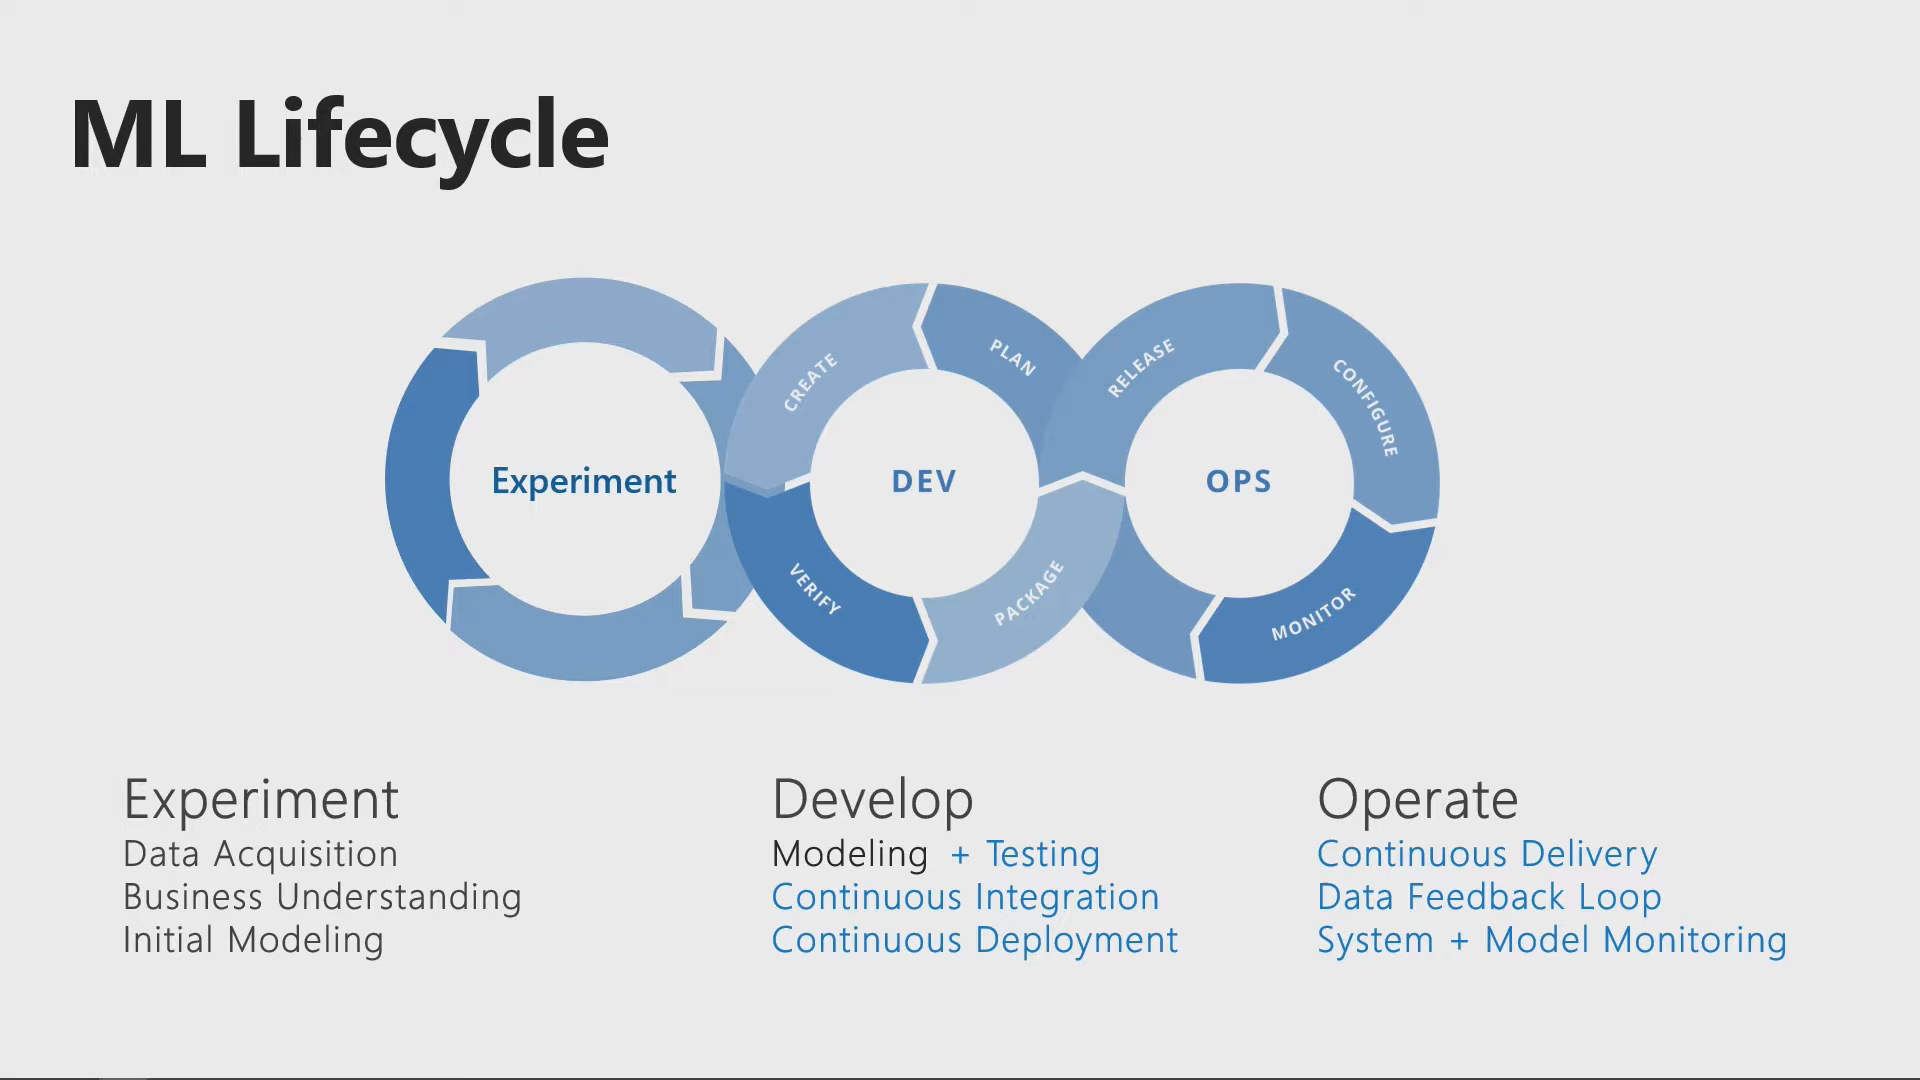 ML Lifecycle
CREATE
PLAN
RELEASE
CONFIGURE
Experiment
DEV
OPS
VERIFY
PACKAGE
MONITOR
Experiment
Data Acquisition
Business Understanding
Initial Modeling
Develop
Modeling + Testing
Continuous Integration
Continuous Deployment
Operate
Continuous Delivery
Data Feedback Loop
System + Model Monitoring